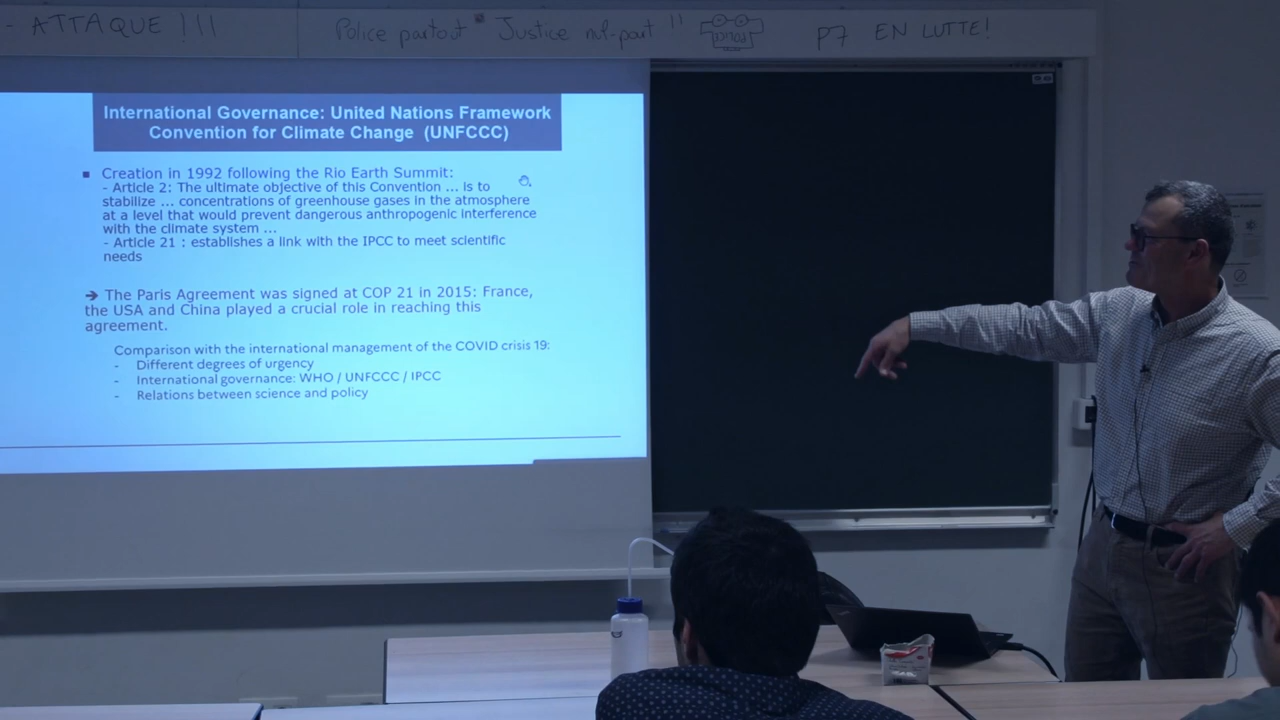 - ATTAQUE !!!
Police partout Justice nul-part !!
POLICE
P7 EN LUTTE!
International Governance: United Nations Framework
Convention for Climate Change (UNFCCC)
■ Creation in 1992 following the Rio Earth Summit:
- Article 2: The ultimate objective of this Convention ... is to
stabilize ... concentrations of greenhouse gases in the atmosphere
at a level that would prevent dangerous anthropogenic interference
with the climate system ...
- Article 21 : establishes a link with the IPCC to meet scientific
needs
➔ The Paris Agreement was signed at COP 21 in 2015: France,
the USA and China played a crucial role in reaching this
agreement.
Comparison with the international management of the COVID crisis 19:
- Different degrees of urgency
- International governance: WHO / UNFCCC / IPCC
- Relations between science and policy